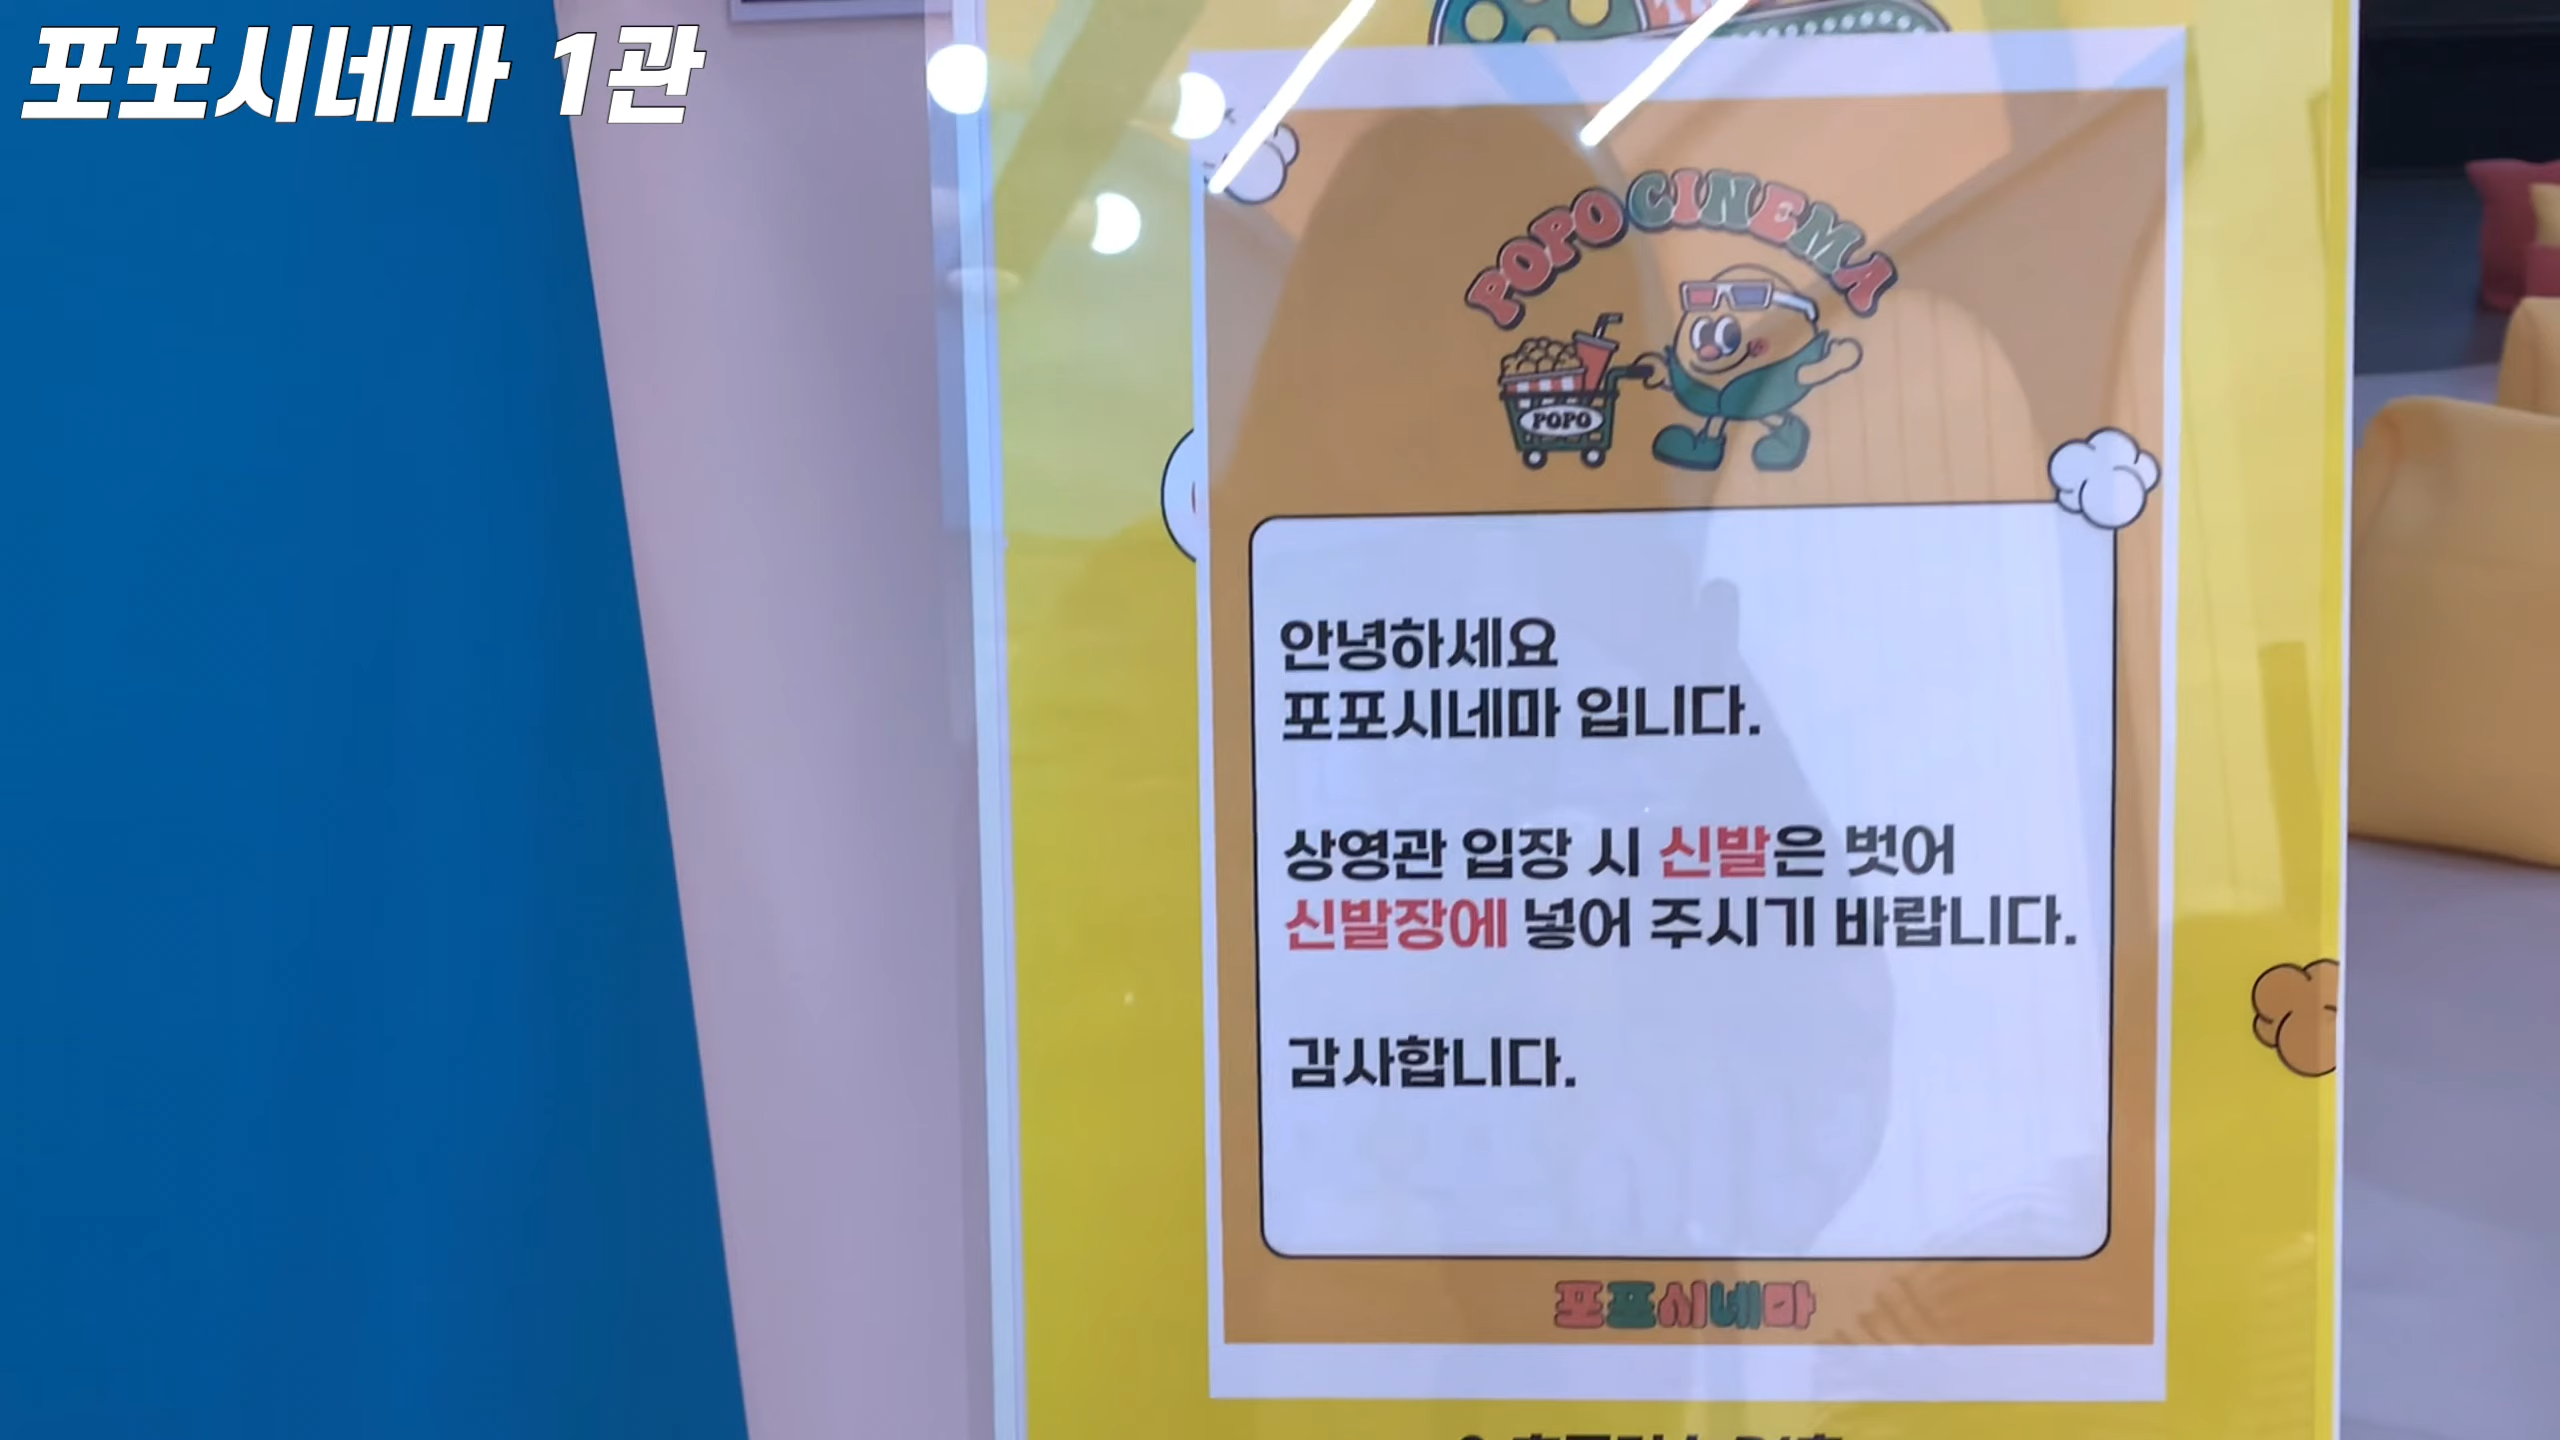 포포시네마 1관
POPO CINEMA
POPO
안녕하세요
포포시네마 입니다.
상영관 입장 시 신발은 벗어
신발장에 넣어 주시기 바랍니다.
감사합니다.
포포시네마